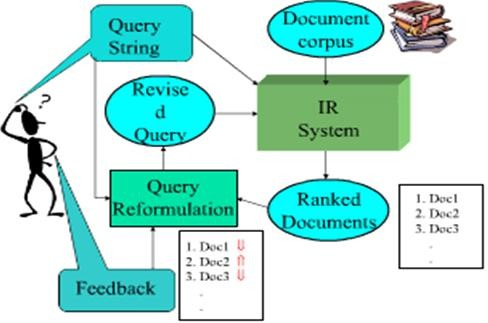 Query
String
Document
corpus
?
Revise
d
Query
IR
System
Query
Reformulation
Ranked
Documents
1. Doc1
2. Doc2
3. Doc3
.
.
1. Doc1 ⇓
2. Doc2 ⇑
3. Doc3 ⇓
.
.
Feedback